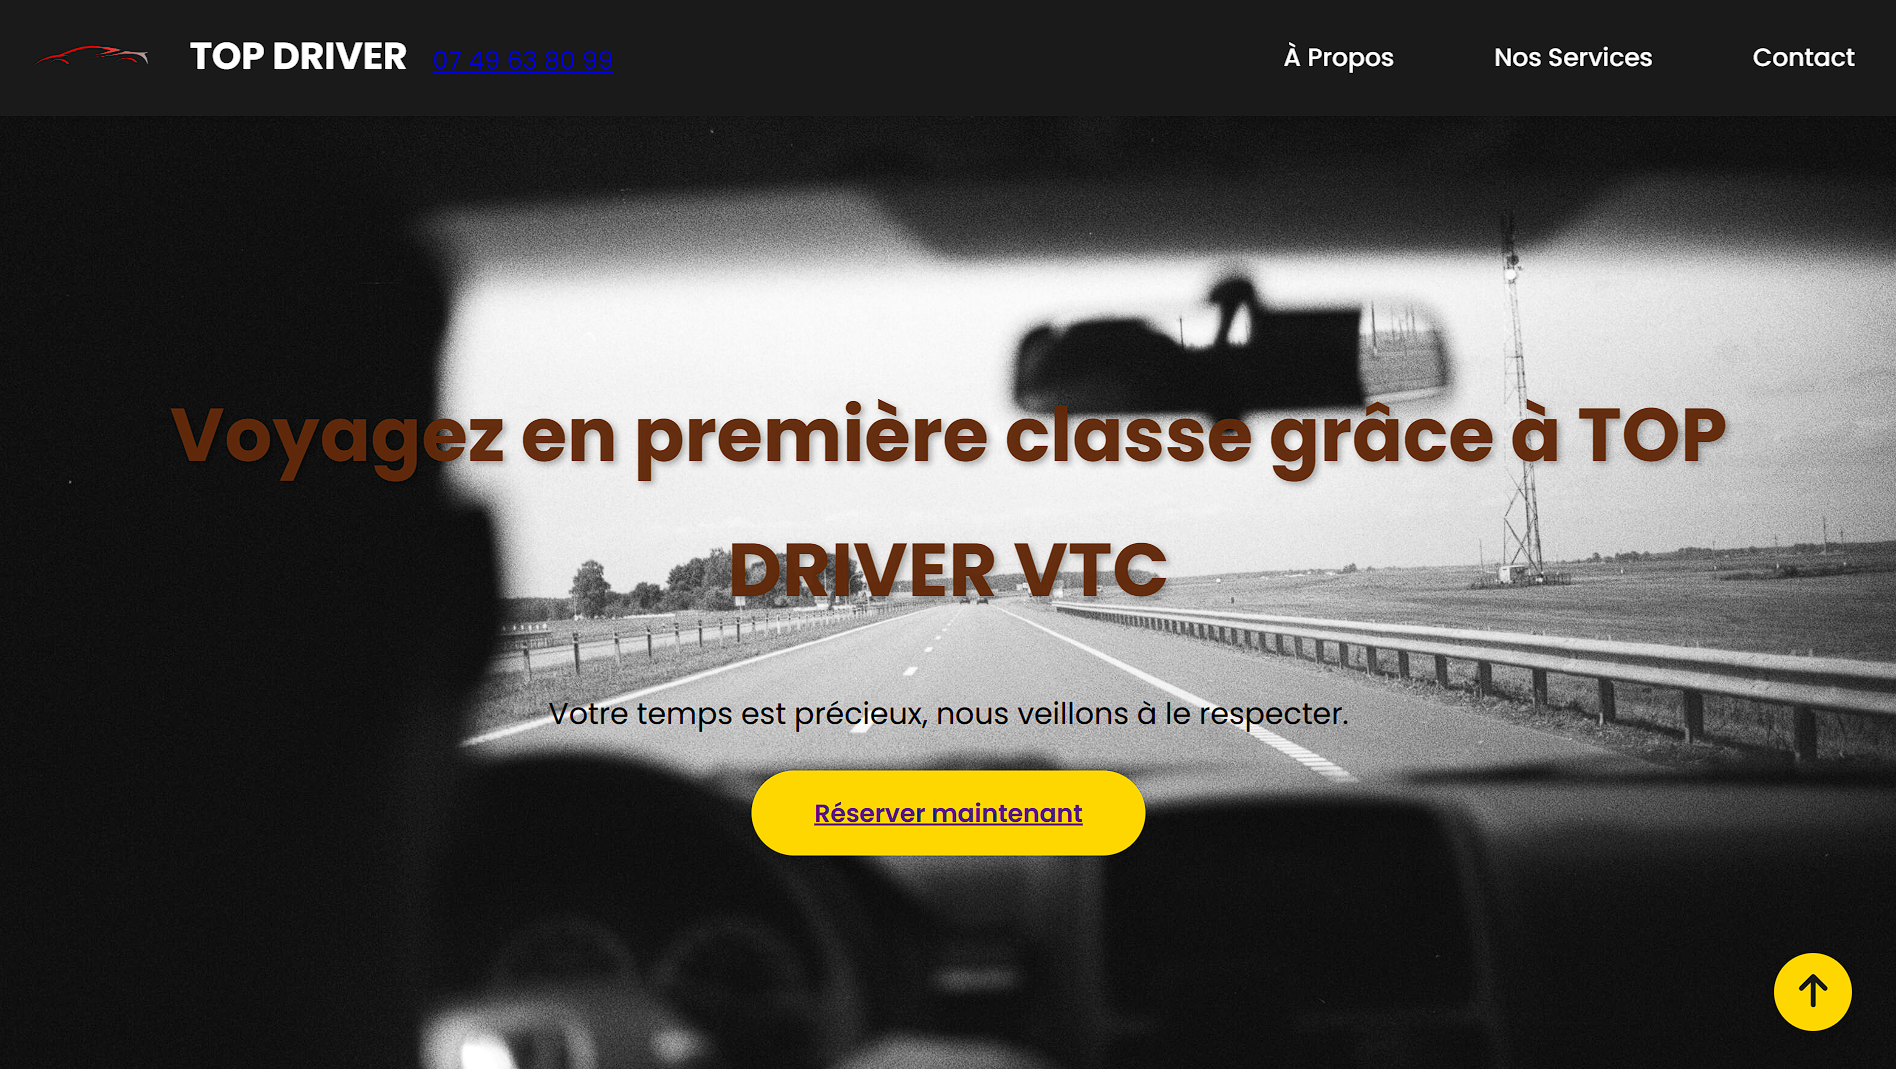 TOP DRIVER 07 49 63 80 99 À Propos Nos Services Contact
Voyagez en première classe grâce à TOP
DRIVER VTC
Votre temps est précieux, nous veillons à le respecter.
Réserver maintenant